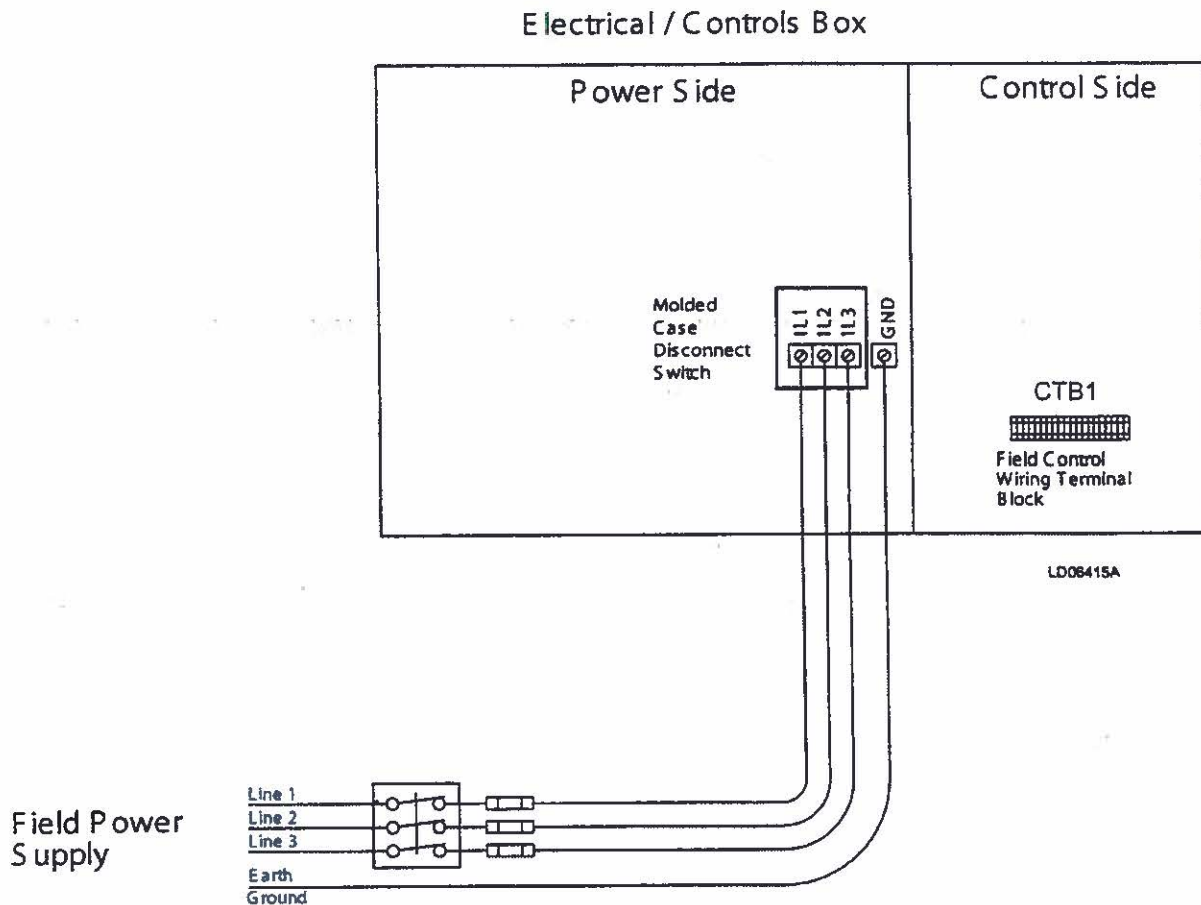 Electrical / Controls Box
Power Side
Control Side
Molded
Case
Disconnect
Switch
1L1
1L2
1L3
GND
CTB1
Field Control
Wiring Terminal
Block
LD06415A
Field Power
Supply
Line 1
Line 2
Line 3
Earth
Ground